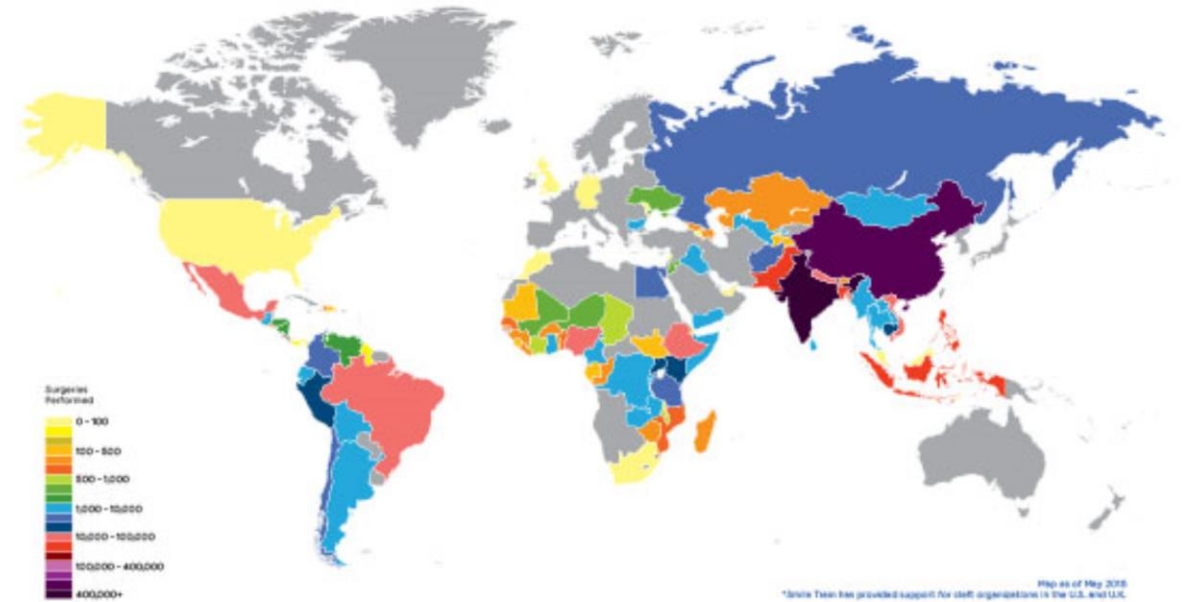 Surgeries
Performed
0 - 100
100 - 500
500 - 1,000
1,000 - 10,000
10,000 - 100,000
100,000 - 400,000
400,000+
Map as of May 2018
*Smile Train has provided support for cleft organizations in the U.S. and U.K.